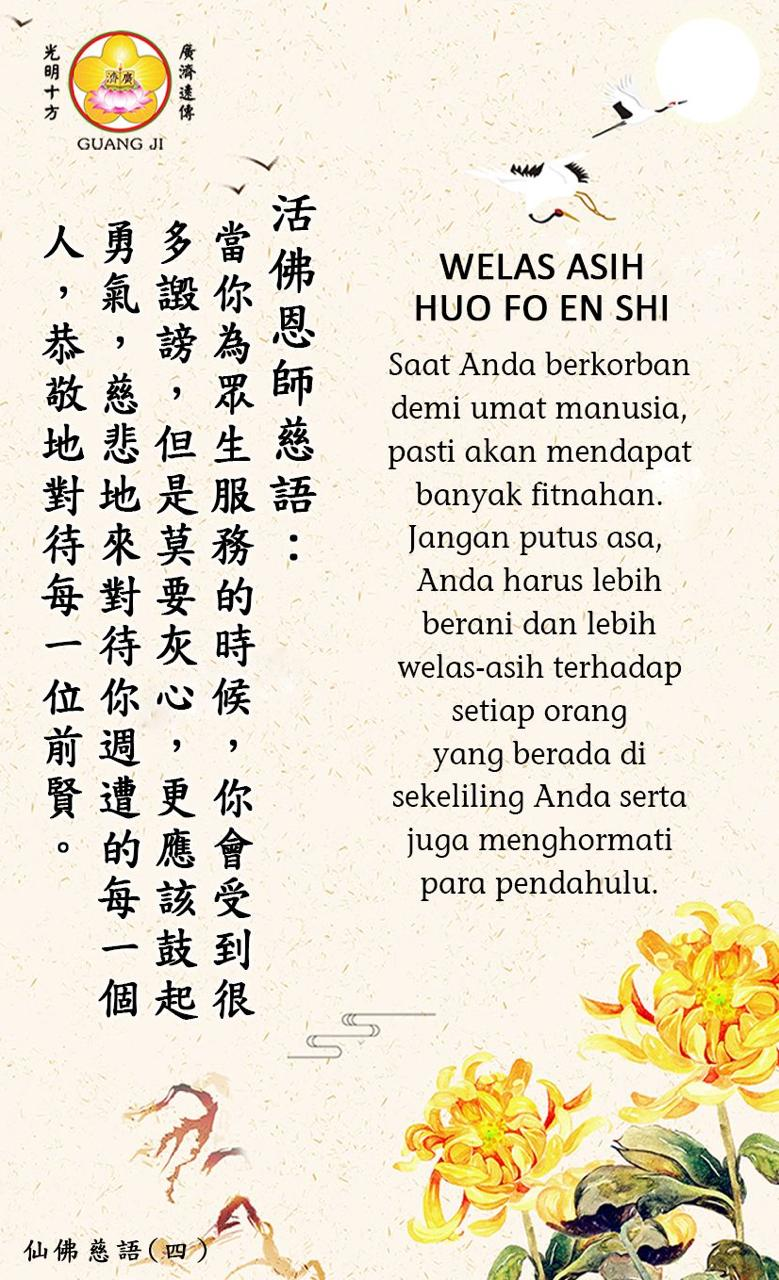 廣濟遠傳
光明十方
廣濟
GUANG JI
活佛恩師慈語：
當你為眾生服務的時候，你會受到很
多譭謗，但是莫要灰心，更應該鼓起
勇氣，慈悲地來對待你週遭的每一個
人，恭敬地對待每一位前賢。
WELAS ASIH
HUO FO EN SHI
Saat Anda berkorban
demi umat manusia,
pasti akan mendapat
banyak fitnahan.
Jangan putus asa,
Anda harus lebih
berani dan lebih
welas-asih terhadap
setiap orang
yang berada di
sekeliling Anda serta
juga menghormati
para pendahulu.
仙佛慈語(四)